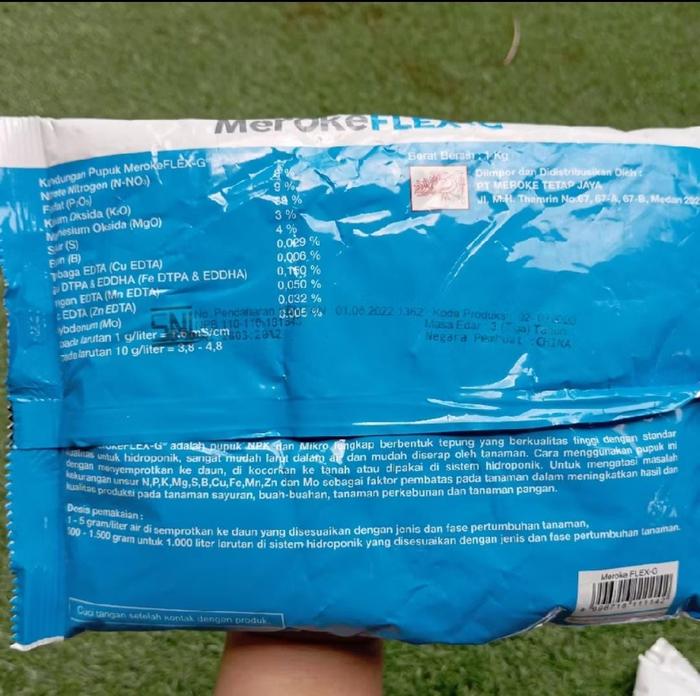 MerokeFLEX-G
Kandungan Pupuk MerokeFLEX-G
Nitrate Nitrogen (N-NO₃) 8 %
Fosfat (P₂O₅) 9 %
Kalium Oksida (K₂O) 38 %
Magnesium Oksida (MgO) 3 %
Sulfur (S) 4 %
(B) 0,029 %
EDTA (Cu EDTA) 0,006 %
DTPA & EDDHA (Fe DTPA & EDDHA)
EDTA (Mn EDTA) 0,050 %
EDTA (Zn EDTA) 0,032 %
(Mo) 0,005 %
pada larutan 1 g/liter = mS/cm
pada larutan 10 g/liter = 3,8 - 4,8
Berat Bersih : 1 Kg
Diimpor dan Didistribusikan Oleh :
PT MEROKE TETAP JAYA
Jl. M.H. Thamrin No.67, 67-A, 67-B, Medan
SNI
No. Pendaftaran 01.08.2022 1362
Kode Produksi
Masa Edar : 3 (Tiga) Tahun
Negara Pembuat : CHINA
MerokeFLEX-G® adalah pupuk NPK dan Mikro lengkap berbentuk tepung yang berkualitas tinggi dengan standar
kualitas untuk hidroponik, sangat mudah larut dalam air dan mudah diserap oleh tanaman. Cara menggunakan pupuk ini
dengan menyemprotkan ke daun, di kocorkan ke tanah atau dipakai di sistem hidroponik. Untuk mengatasi masalah
kekurangan unsur N,P,K,Mg,S,B,Cu,Fe,Mn,Zn dan Mo sebagai faktor pembatas pada tanaman dalam meningkatkan hasil dan
kualitas produksi pada tanaman sayuran, buah-buahan, tanaman perkebunan dan tanaman pangan.
Dosis pemakaian :
1 - 5 gram/liter air di semprotkan ke daun yang disesuaikan dengan jenis dan fase pertumbuhan tanaman,
500 - 1.500 gram untuk 1.000 liter larutan di sistem hidroponik yang disesuaikan dengan jenis dan fase pertumbuhan tanaman.
Meroke FLEX-G
Cuci tangan setelah kontak dengan produk.